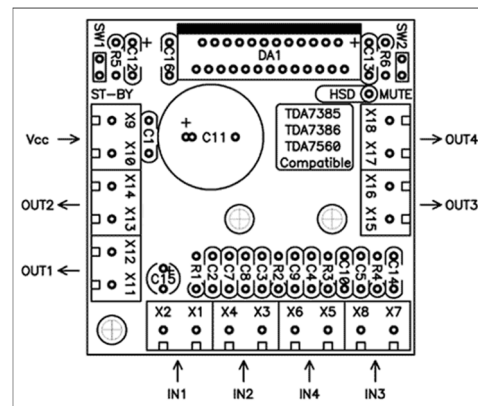 SW1
R5
C12
+
C16
DA1
+
C13
R6
SW2
ST-BY
HSD
MUTE
Vcc
X9
X10
C1
+
C11
TDA7385
TDA7386
TDA7560
Compatible
X18
X17
OUT4
OUT2
X14
X13
X16
X15
OUT3
OUT1
X12
X11
C15
R1
C2
C7
C8
C3
R2
C9
C4
R3
C10
C5
R4
C14
X2
X1
X4
X3
X6
X5
X8
X7
IN1
IN2
IN4
IN3